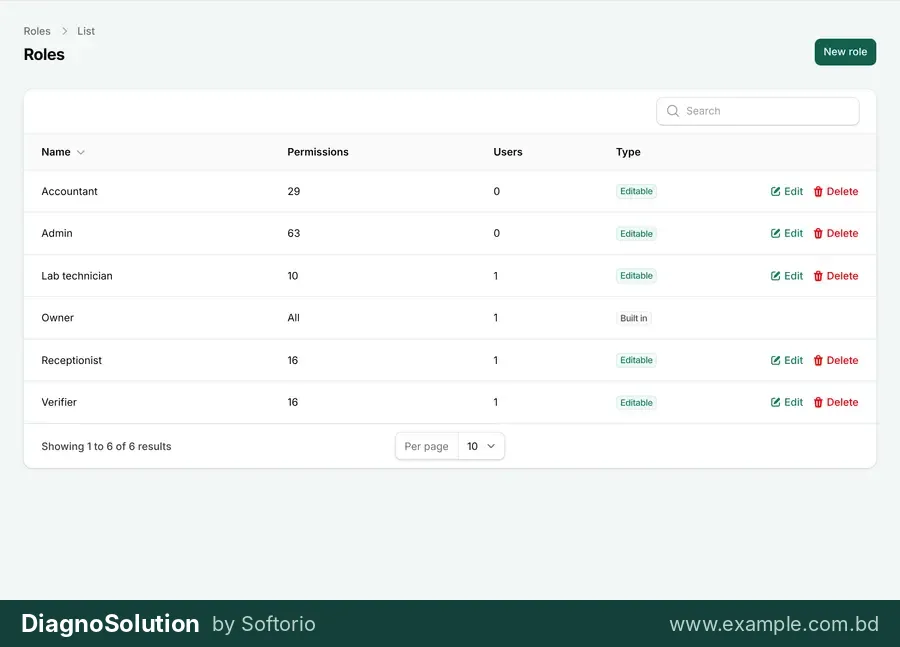 Roles > List
Roles
New role
Search
Name Permissions Users Type
Accountant 29 0 Editable Edit Delete
Admin 63 0 Editable Edit Delete
Lab technician 10 1 Editable Edit Delete
Owner All 1 Built in
Receptionist 16 1 Editable Edit Delete
Verifier 16 1 Editable Edit Delete
Showing 1 to 6 of 6 results Per page 10
DiagnoSolution by Softorio www.example.com.bd